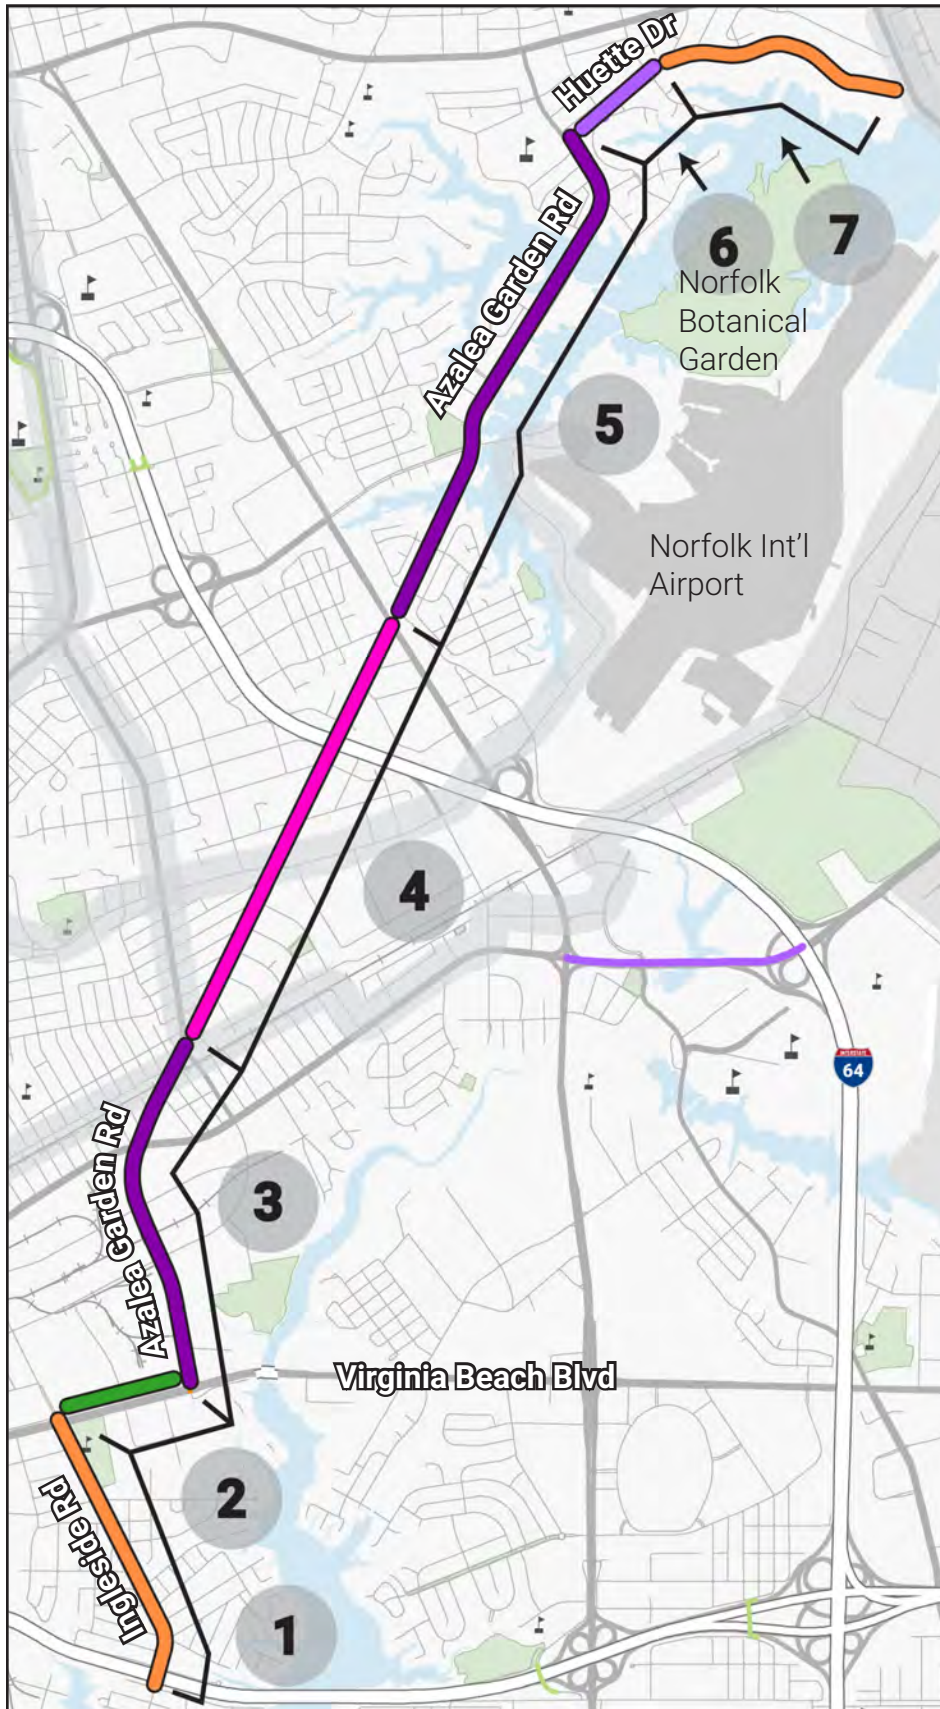 Huette Dr
Azalea Garden Rd
6
7
Norfolk
Botanical
Garden
5
Norfolk Int'l
Airport
4
INTERSTATE
64
3
Azalea Garden Rd
Virginia Beach Blvd
2
Ingleside Rd
1